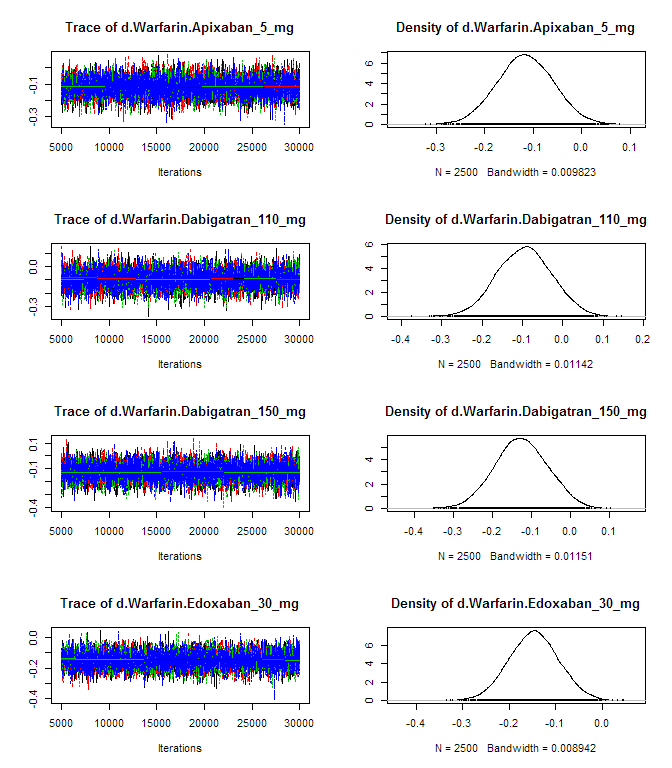 Trace of d.Warfarin.Apixaban_5_mg
-0.3 -0.1
5000 10000 15000 20000 25000 30000
Iterations
Density of d.Warfarin.Apixaban_5_mg
0 2 4 6
-0.3 -0.2 -0.1 0.0 0.1
N = 2500 Bandwidth = 0.009823
Trace of d.Warfarin.Dabigatran_110_mg
-0.3 0.0
5000 10000 15000 20000 25000 30000
Iterations
Density of d.Warfarin.Dabigatran_110_mg
0 2 4 6
-0.4 -0.3 -0.2 -0.1 0.0 0.1 0.2
N = 2500 Bandwidth = 0.01142
Trace of d.Warfarin.Dabigatran_150_mg
-0.4 -0.1 0.1
5000 10000 15000 20000 25000 30000
Iterations
Density of d.Warfarin.Dabigatran_150_mg
0 2 4
-0.4 -0.3 -0.2 -0.1 0.0 0.1
N = 2500 Bandwidth = 0.01151
Trace of d.Warfarin.Edoxaban_30_mg
-0.4 -0.2 0.0
5000 10000 15000 20000 25000 30000
Iterations
Density of d.Warfarin.Edoxaban_30_mg
0 2 4 6
-0.4 -0.3 -0.2 -0.1 0.0
N = 2500 Bandwidth = 0.008942